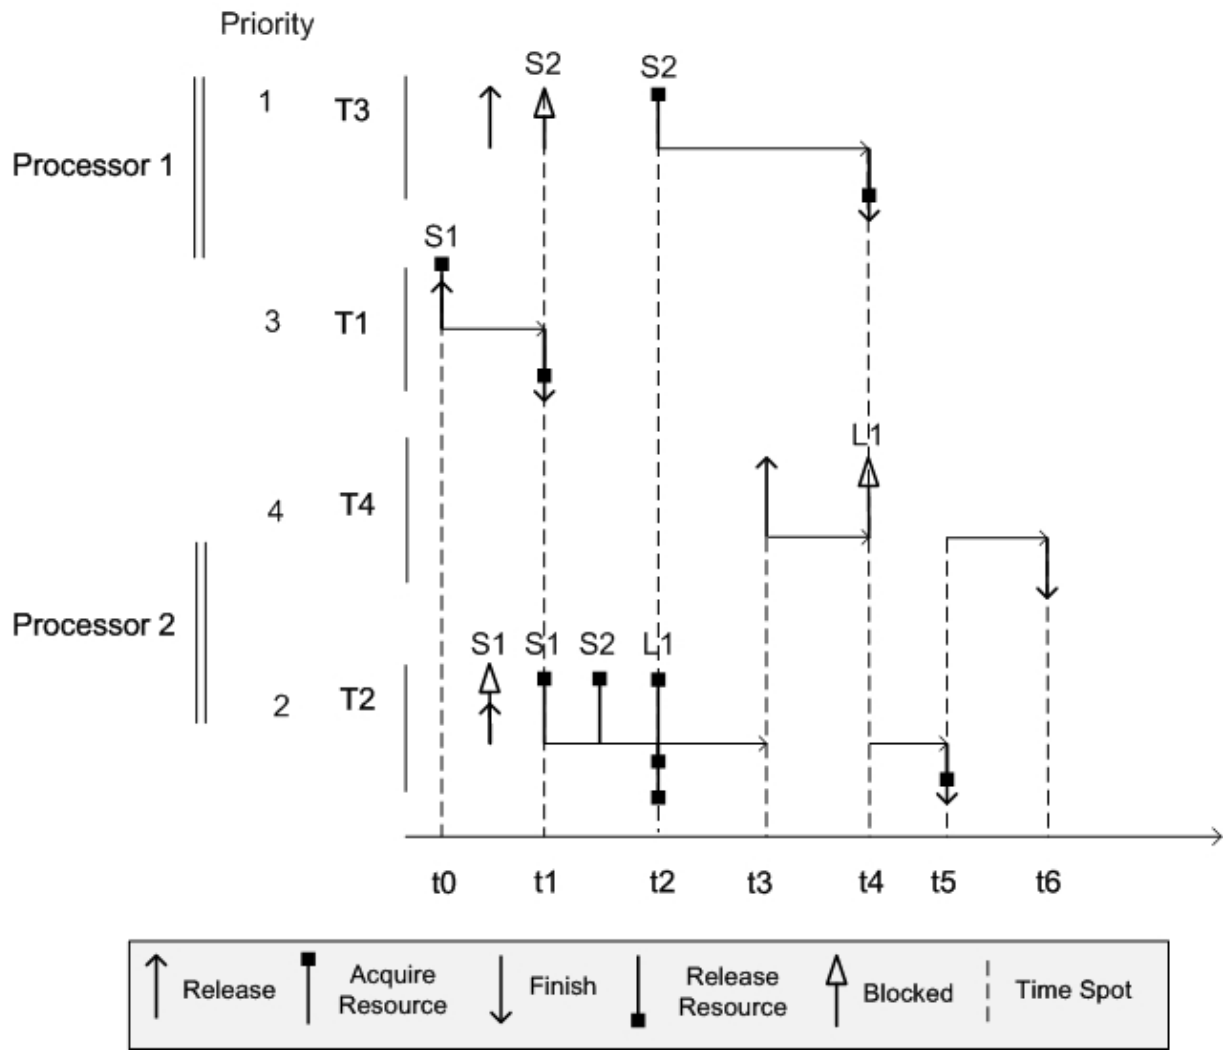 Priority
S2 S2
1 T3
Processor 1
S1
3 T1
L1
4 T4
Processor 2
S1 S1 S2 L1
2 T2
t0 t1 t2 t3 t4 t5 t6
Release
Acquire
Resource
Finish
Release
Resource
Blocked
Time Spot